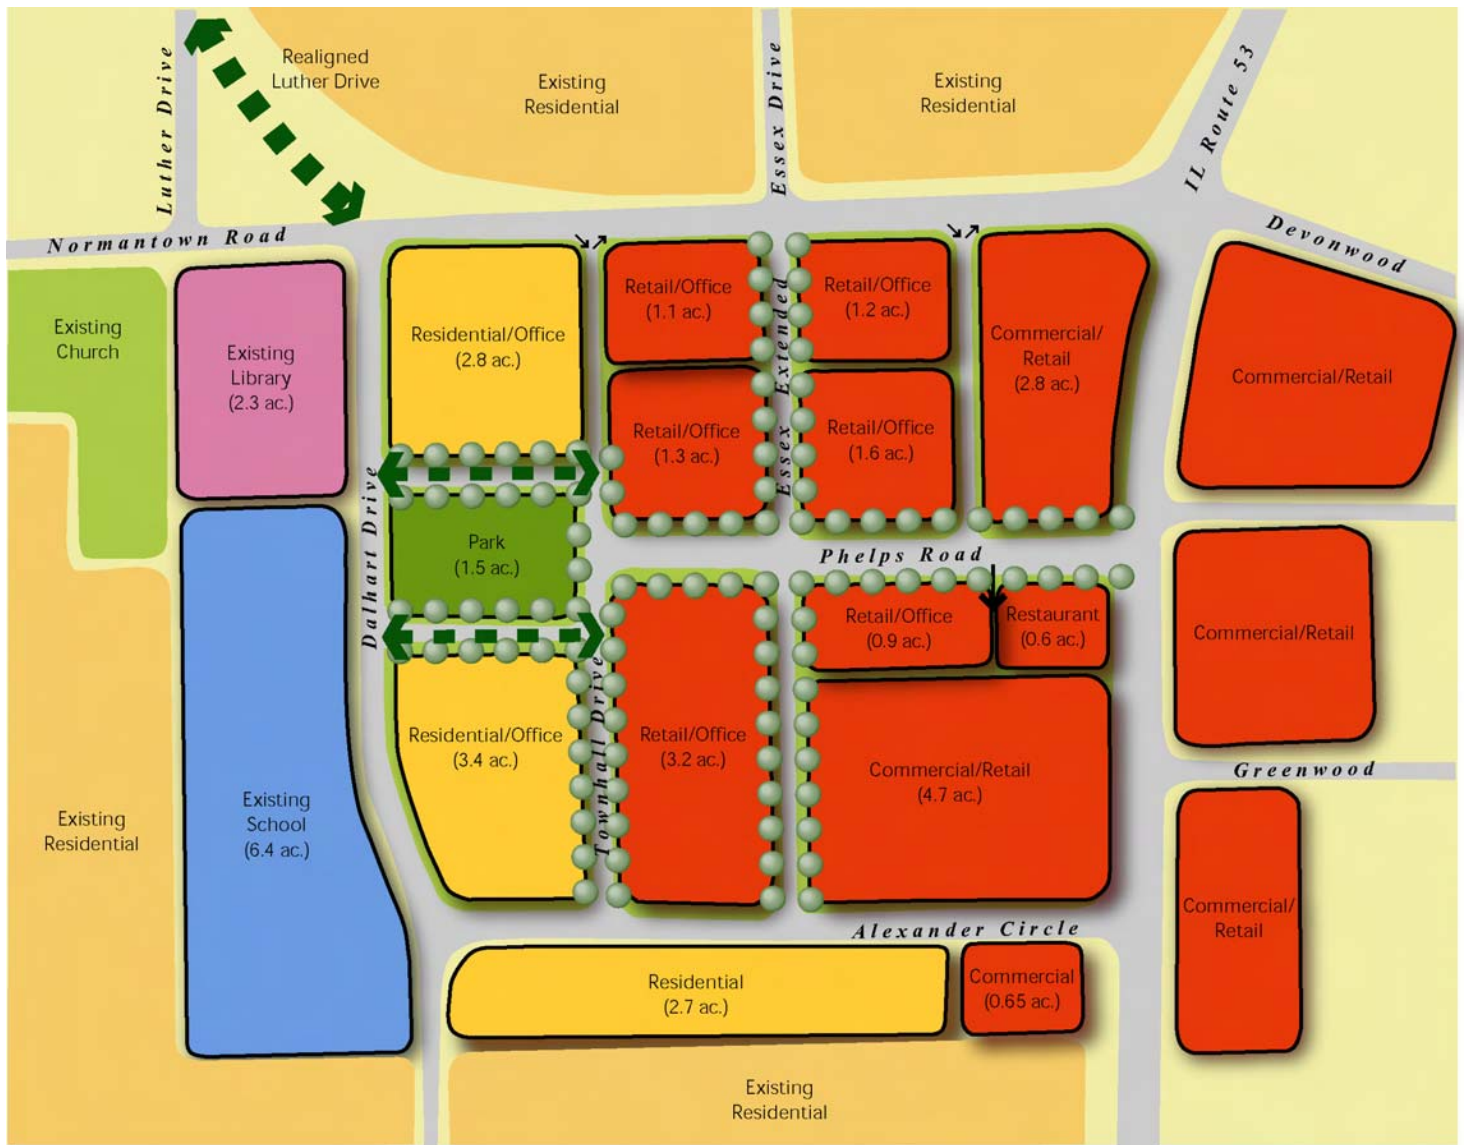 Realigned
Luther Drive
Existing
Residential
Existing
Residential
Luther Drive
Essex Drive
IL Route 53
Normantown Road
Devonwood
Existing
Church
Existing
Library
(2.3 ac.)
Residential/Office
(2.8 ac.)
Retail/Office
(1.1 ac.)
Retail/Office
(1.2 ac.)
Commercial/
Retail
(2.8 ac.)
Commercial/Retail
Essex Extended
Retail/Office
(1.3 ac.)
Retail/Office
(1.6 ac.)
Dalhart Drive
Park
(1.5 ac.)
Phelps Road
Retail/Office
(0.9 ac.)
Restaurant
(0.6 ac.)
Commercial/Retail
Residential/Office
(3.4 ac.)
Townhall Drive
Retail/Office
(3.2 ac.)
Commercial/Retail
(4.7 ac.)
Greenwood
Existing
School
(6.4 ac.)
Existing
Residential
Commercial/
Retail
Alexander Circle
Residential
(2.7 ac.)
Commercial
(0.65 ac.)
Existing
Residential